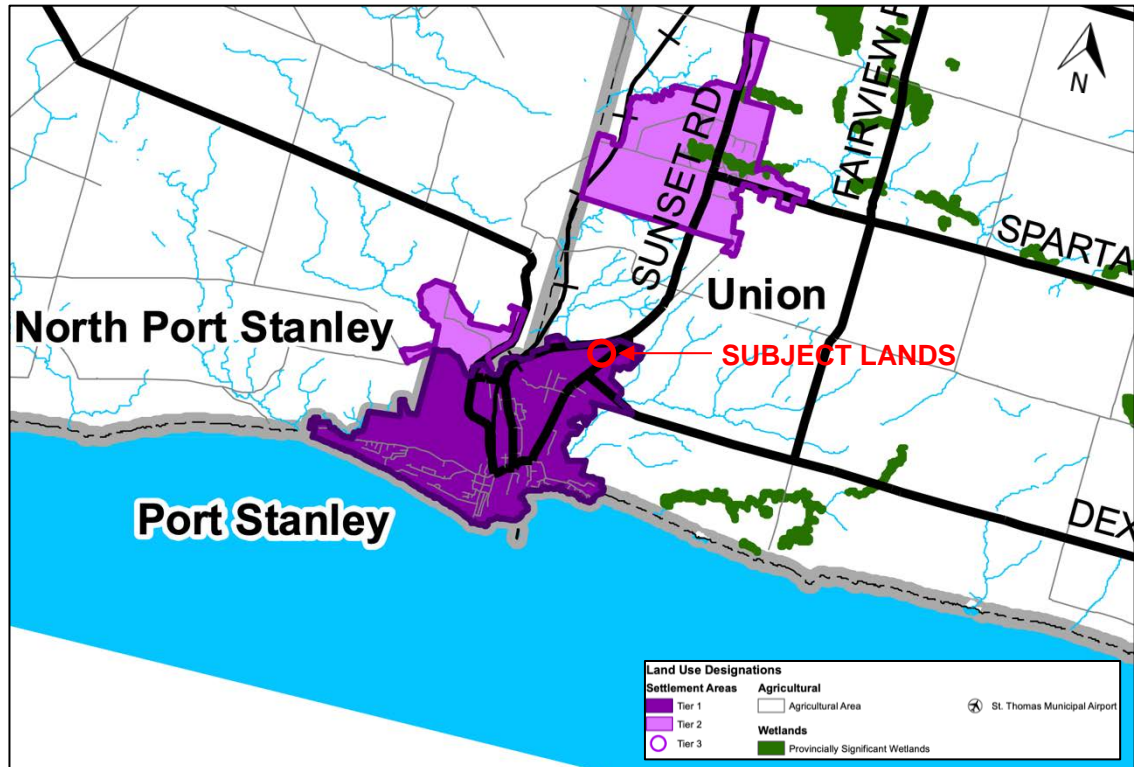 N
SUNSET RD
FAIRVIEW
SPARTA
Union
North Port Stanley
SUBJECT LANDS
Port Stanley
DEX
Land Use Designations
Settlement Areas
Tier 1
Tier 2
Tier 3
Agricultural
Agricultural Area
Wetlands
Provincially Significant Wetlands
St. Thomas Municipal Airport